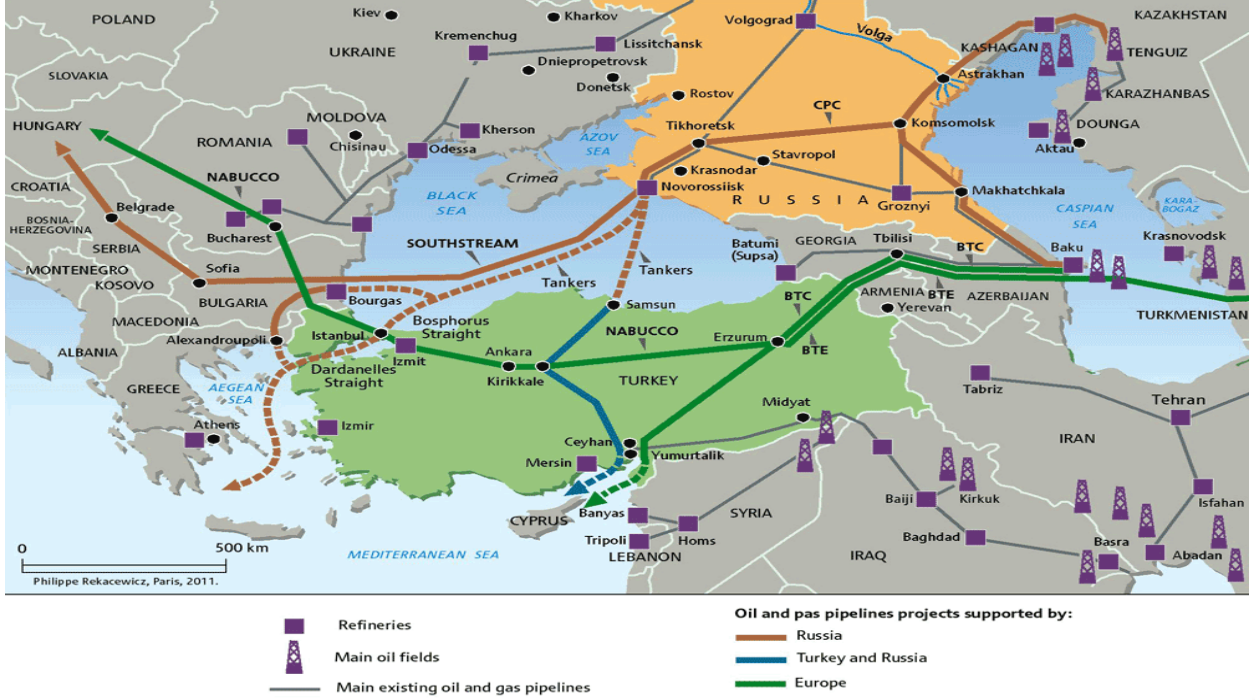 POLAND
Kiev
Kharkov
Volgograd
KAZAKHSTAN
UKRAINE
Kremenchug
Lissitchansk
Volga
KASHAGAN
TENGUIZ
SLOVAKIA
Dniepropetrovsk
Astrakhan
Donetsk
Rostov
KARAZHANBAS
HUNGARY
MOLDOVA
CPC
ROMANIA
Chisinau
Kherson
AZOV
SEA
Tikhoretsk
Komsomolsk
DOUNGA
Odessa
Aktau
Stavropol
NABUCCO
Crimea
Krasnodar
CROATIA
BLACK
SEA
Novorossiisk
Makhatchkala
RUSSIA
Groznyi
KARA-
BOGAZ
Belgrade
BOSNIA-
HERZEGOVINA
CASPIAN
SEA
Bucharest
SERBIA
SOUTHSTREAM
Batumi
(Supsa)
GEORGIA
Tbilisi
BTC
Baku
Krasnovodsk
MONTENEGRO
Sofia
Tankers
KOSOVO
Tankers
BULGARIA
Bourgas
ARMENIA
BTE
AZERBAIJAN
BTC
Yerevan
Samsun
TURKMENISTAN
MACEDONIA
Bosphorus
Straight
NABUCCO
Alexandroupoli
Istanbul
Erzurum
BTE
ALBANIA
Izmit
Ankara
Dardanelles
Straight
Kirikkale
TURKEY
GREECE
AEGEAN
SEA
Tabriz
Tehran
Midyat
Athens
Izmir
Ceyhan
IRAN
Mersin
Yumurtalik
Baiji
Kirkuk
Isfahan
CYPRUS
Banyas
SYRIA
Baghdad
Tripoli
Homs
Basra
Abadan
LEBANON
IRAQ
MEDITERRANEAN SEA
0
500 km
Philippe Rekacewicz, Paris, 2011.
Refineries
Main oil fields
Main existing oil and gas pipelines
Oil and pas pipelines projects supported by:
Russia
Turkey and Russia
Europe